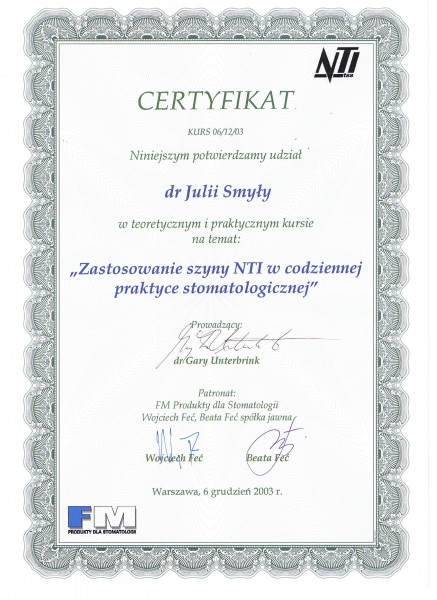 NTI
tss
CERTYFIKAT
KURS 06/12/03
Niniejszym potwierdzamy udział
dr Julii Smyły
w teoretycznym i praktycznym kursie
na temat:
„Zastosowanie szyny NTI w codziennej
praktyce stomatologicznej”
Prowadzący:
dr Gary Unterbrink
Patronat:
FM Produkty dla Stomatologii
Wojciech Feć, Beata Feć spółka jawna
Wojciech Feć Beata Feć
Warszawa, 6 grudzień 2003 r.
FM
PRODUKTY DLA STOMATOLOGII